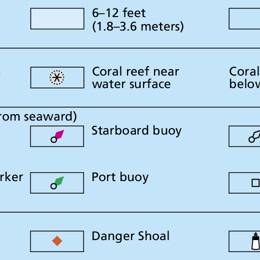 6–12 feet
(1.8–3.6 meters)
Coral reef near
water surface
Coral
below
rom seaward)
Starboard buoy
rker
Port buoy
Danger Shoal